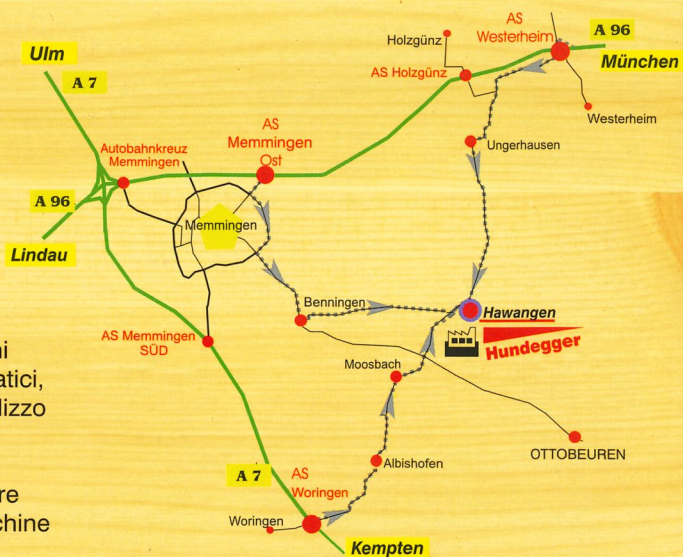 Ulm
A 7
Holzgünz
AS
Westerheim
A 96
München
AS Holzgünz
Westerheim
AS
Memmingen
Ost
Autobahnkreuz
Memmingen
Ungerhausen
A 96
Lindau
Memmingen
Benningen
Hawangen
Hundegger
AS Memmingen
SÜD
Moosbach
OTTOBEUREN
Albishofen
A 7
AS
Woringen
Woringen
Kempten
ni
atici,
lizzo
re
chine